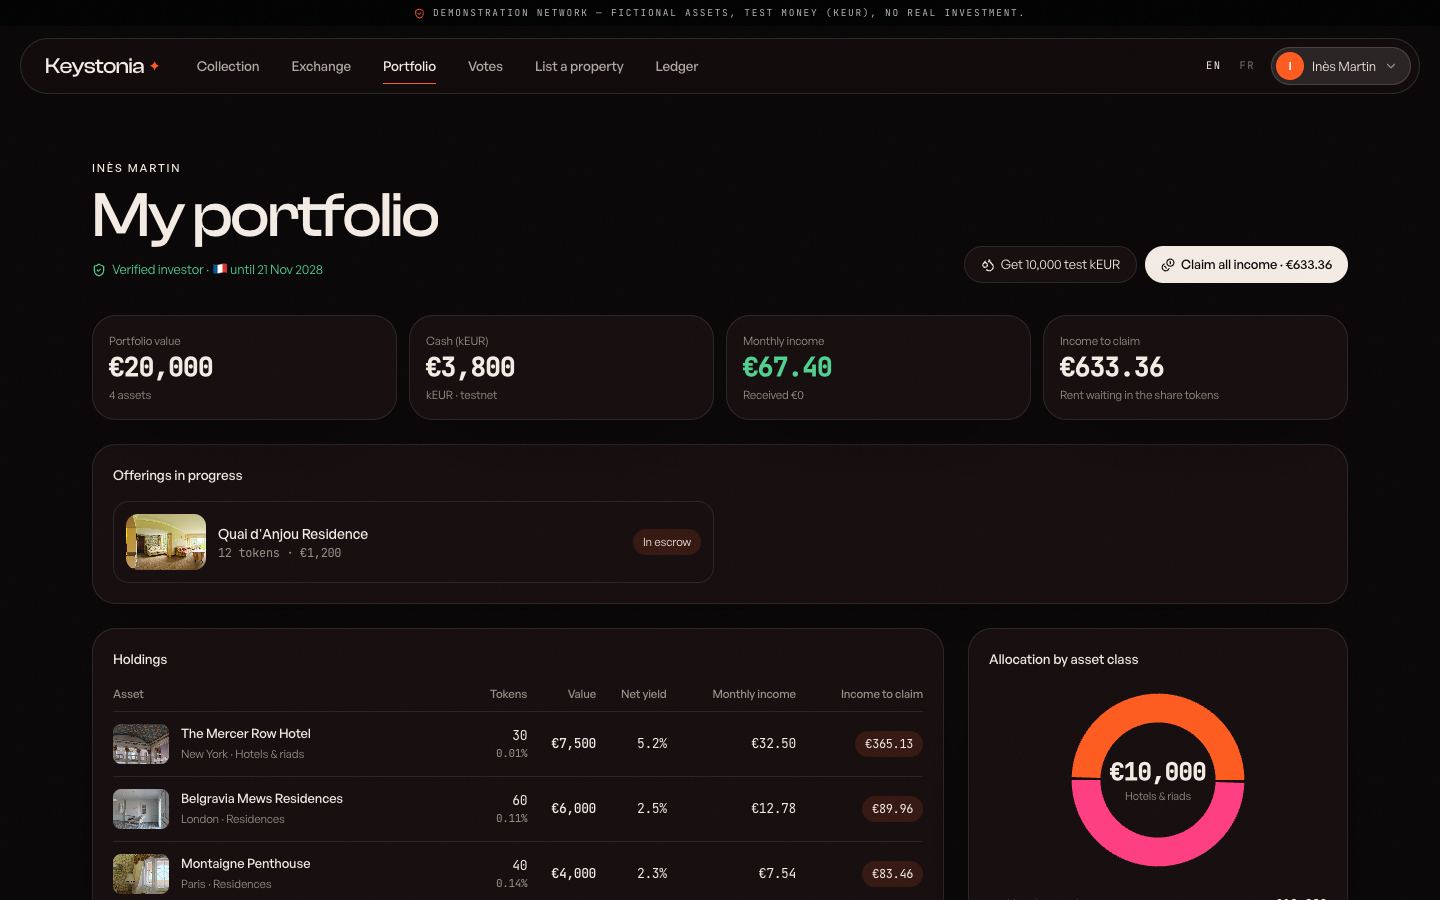 DEMONSTRATION NETWORK — FICTIONAL ASSETS, TEST MONEY (KEUR), NO REAL INVESTMENT.
Keystonia Collection Exchange Portfolio Votes List a property Ledger EN FR I Inès Martin
INÈS MARTIN
My portfolio
Verified investor · 🇫🇷 until 21 Nov 2028
Get 10,000 test kEUR
Claim all income · €633.36
Portfolio value
€20,000
4 assets
Cash (kEUR)
€3,800
kEUR · testnet
Monthly income
€67.40
Received €0
Income to claim
€633.36
Rent waiting in the share tokens
Offerings in progress
Quai d'Anjou Residence
12 tokens · €1,200
In escrow
Holdings
Asset Tokens Value Net yield Monthly income Income to claim
The Mercer Row Hotel
New York · Hotels & riads
30
0.01%
€7,500 5.2% €32.50 €365.13
Belgravia Mews Residences
London · Residences
60
0.11%
€6,000 2.5% €12.78 €89.96
Montaigne Penthouse
Paris · Residences
40
0.14%
€4,000 2.3% €7.54 €83.46
Allocation by asset class
€10,000
Hotels & riads